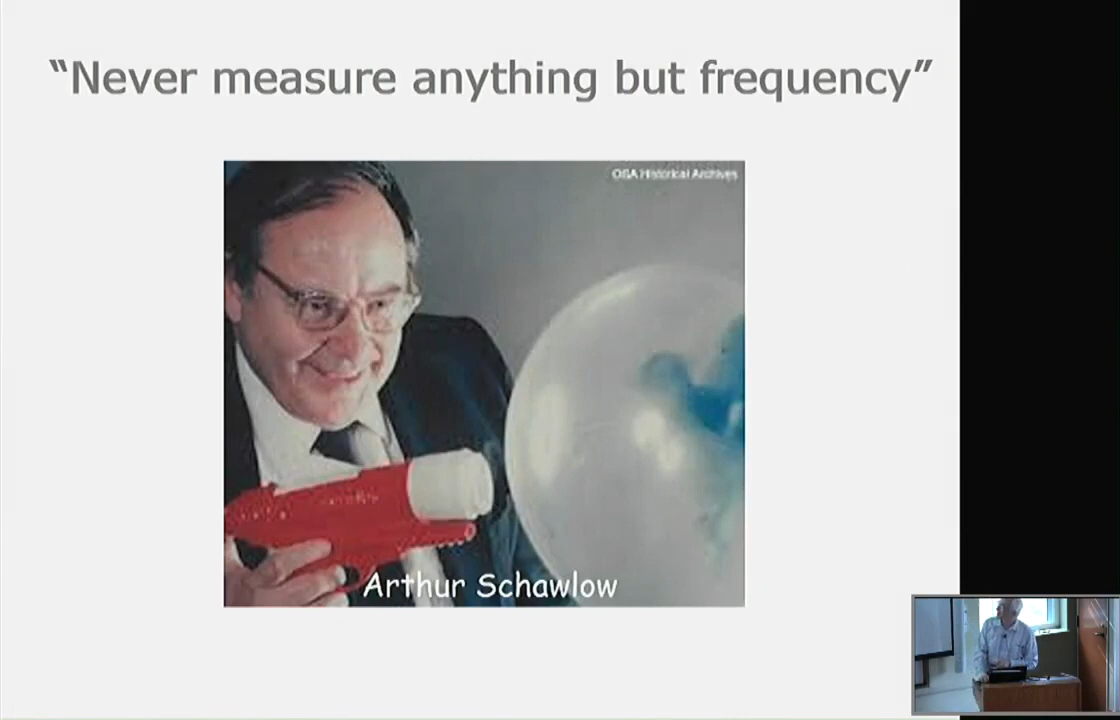 “Never measure anything but frequency”
OSA Historical Archives
Arthur Schawlow